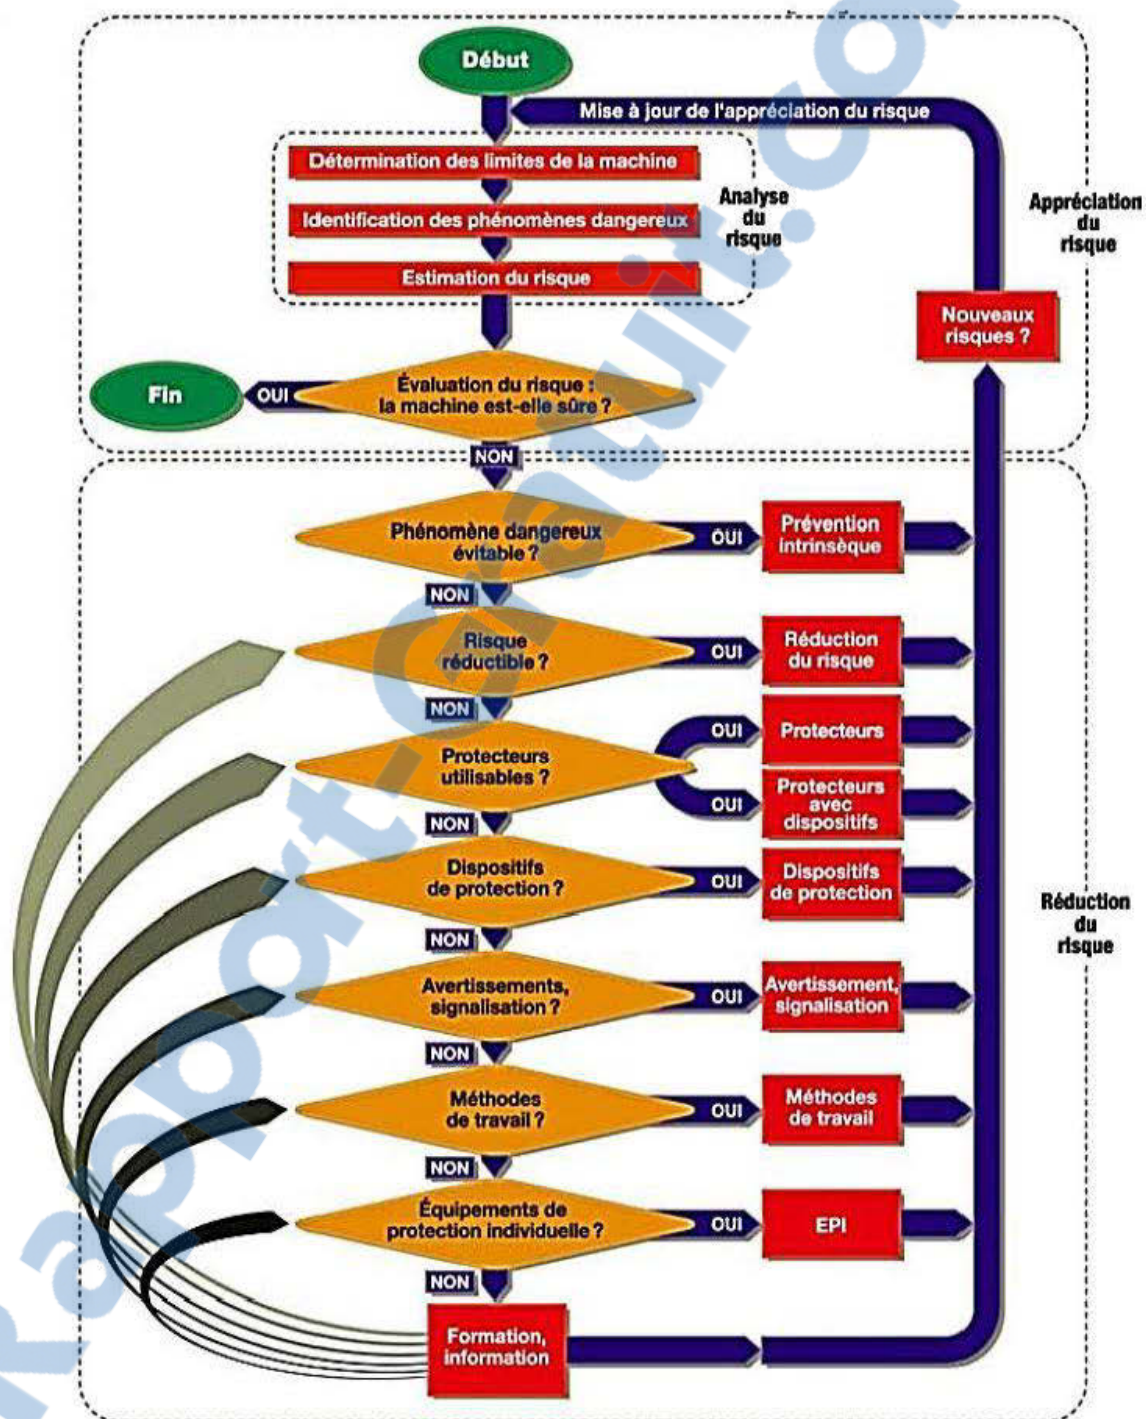 Début
Mise à jour de l'appréciation du risque
Détermination des limites de la machine
Identification des phénomènes dangereux
Estimation du risque
Analyse
du
risque
Appréciation
du
risque
Nouveaux
risques ?
Évaluation du risque :
la machine est-elle sûre ?
OUI
Fin
NON
Phénomène dangereux
évitable ?
OUI
Prévention
intrinsèque
NON
Risque
réductible ?
OUI
Réduction
du risque
NON
Protecteurs
utilisables ?
OUI
Protecteurs
OUI
Protecteurs
avec
dispositifs
NON
Dispositifs
de protection ?
OUI
Dispositifs
de protection
Réduction
du
risque
NON
Avertissements,
signalisation ?
OUI
Avertissement,
signalisation
NON
Méthodes
de travail ?
OUI
Méthodes
de travail
NON
Équipements de
protection individuelle ?
OUI
EPI
NON
Formation,
information
Rapport-Gratuit.co